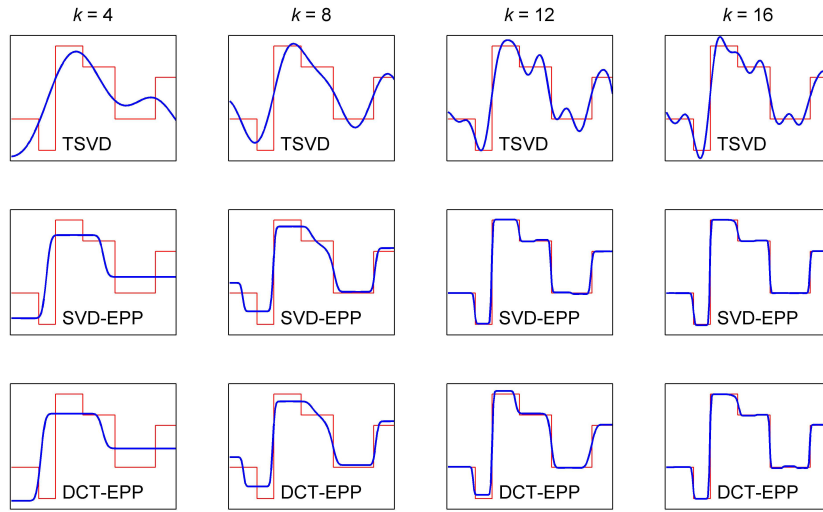 k = 4 k = 8 k = 12 k = 16
TSVD TSVD TSVD TSVD
SVD-EPP SVD-EPP SVD-EPP SVD-EPP
DCT-EPP DCT-EPP DCT-EPP DCT-EPP